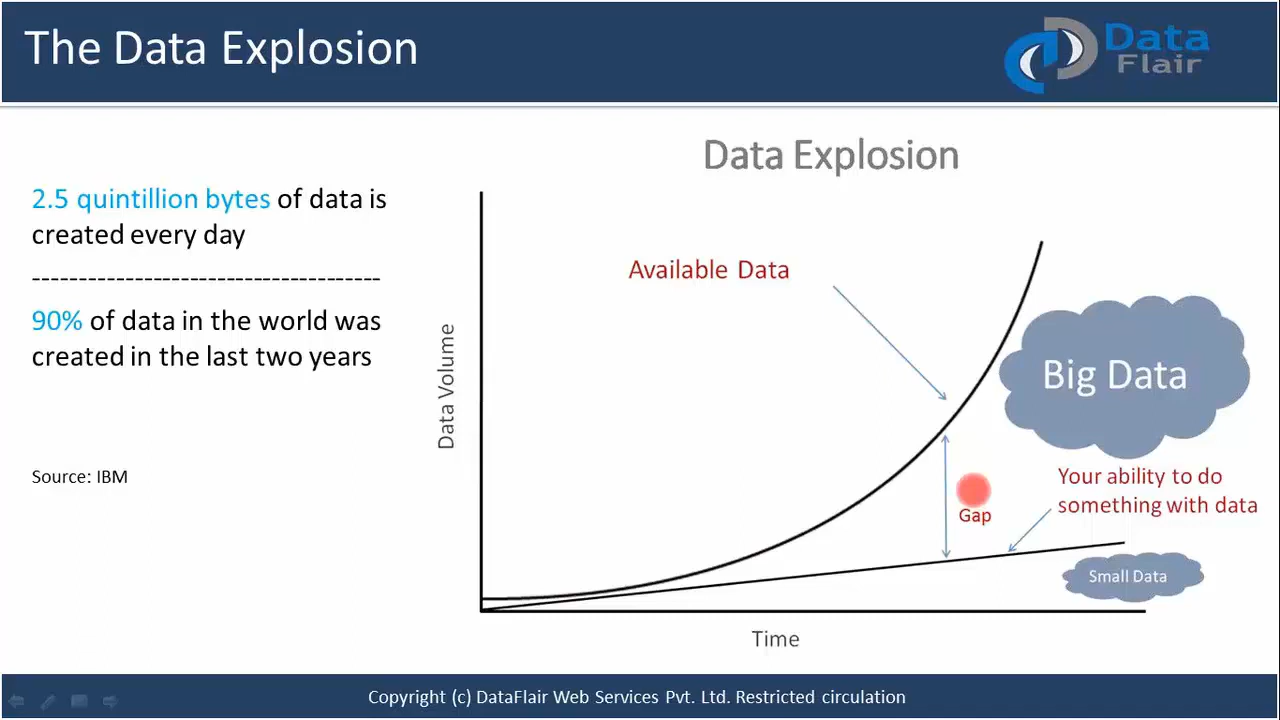 The Data Explosion
Data
Flair
2.5 quintillion bytes of data is
created every day
-------------------------------------
90% of data in the world was
created in the last two years
Source: IBM
Data Explosion
Data Volume
Available Data
Big Data
Gap
Your ability to do
something with data
Small Data
Time
Copyright (c) DataFlair Web Services Pvt. Ltd. Restricted circulation